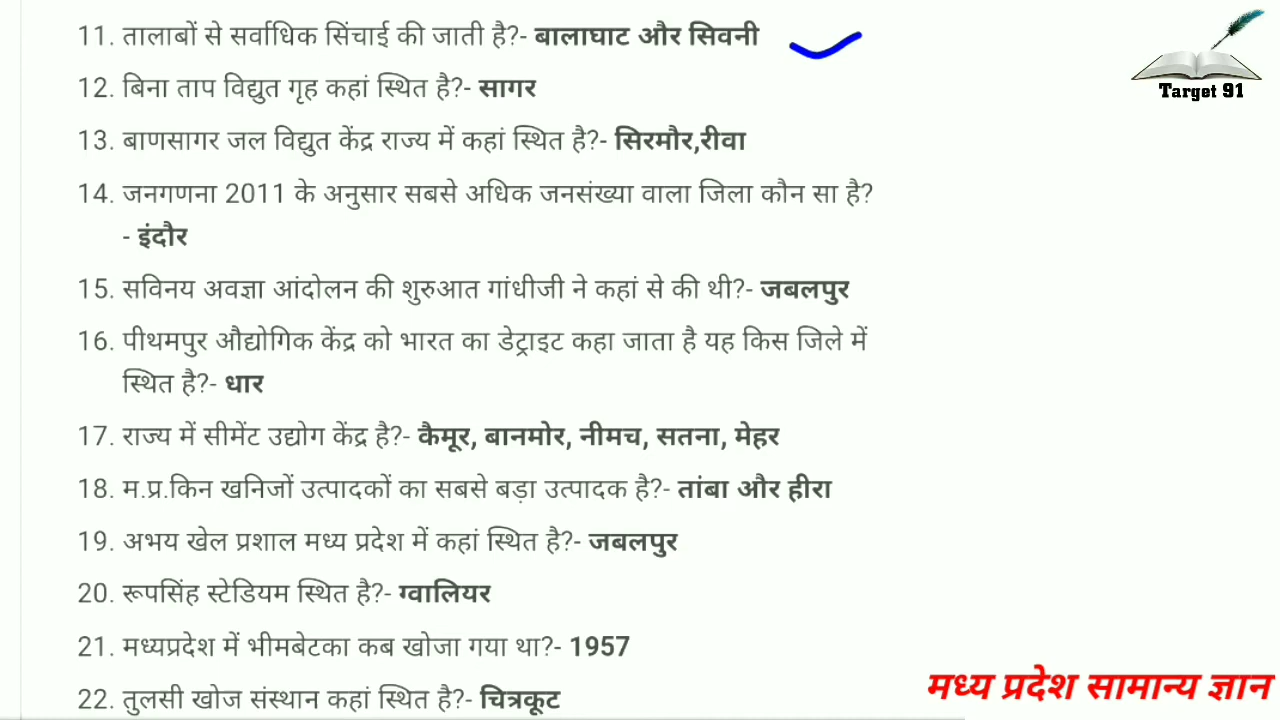 11. तालाबों से सर्वाधिक सिंचाई की जाती है?- बालाघाट और सिवनी
Target 91
12. बिना ताप विद्युत गृह कहां स्थित है?- सागर
13. बाणसागर जल विद्युत केंद्र राज्य में कहां स्थित है?- सिरमौर,रीवा
14. जनगणना 2011 के अनुसार सबसे अधिक जनसंख्या वाला जिला कौन सा है?
- इंदौर
15. सविनय अवज्ञा आंदोलन की शुरुआत गांधीजी ने कहां से की थी?- जबलपुर
16. पीथमपुर औद्योगिक केंद्र को भारत का डेट्राइट कहा जाता है यह किस जिले में
स्थित है?- धार
17. राज्य में सीमेंट उद्योग केंद्र है?- कैमूर, बानमोर, नीमच, सतना, मेहर
18. म.प्र.किन खनिजों उत्पादकों का सबसे बड़ा उत्पादक है?- तांबा और हीरा
19. अभय खेल प्रशाल मध्य प्रदेश में कहां स्थित है?- जबलपुर
20. रूपसिंह स्टेडियम स्थित है?- ग्वालियर
21. मध्यप्रदेश में भीमबेटका कब खोजा गया था?- 1957
22. तुलसी खोज संस्थान कहां स्थित है?- चित्रकूट
मध्य प्रदेश सामान्य ज्ञान